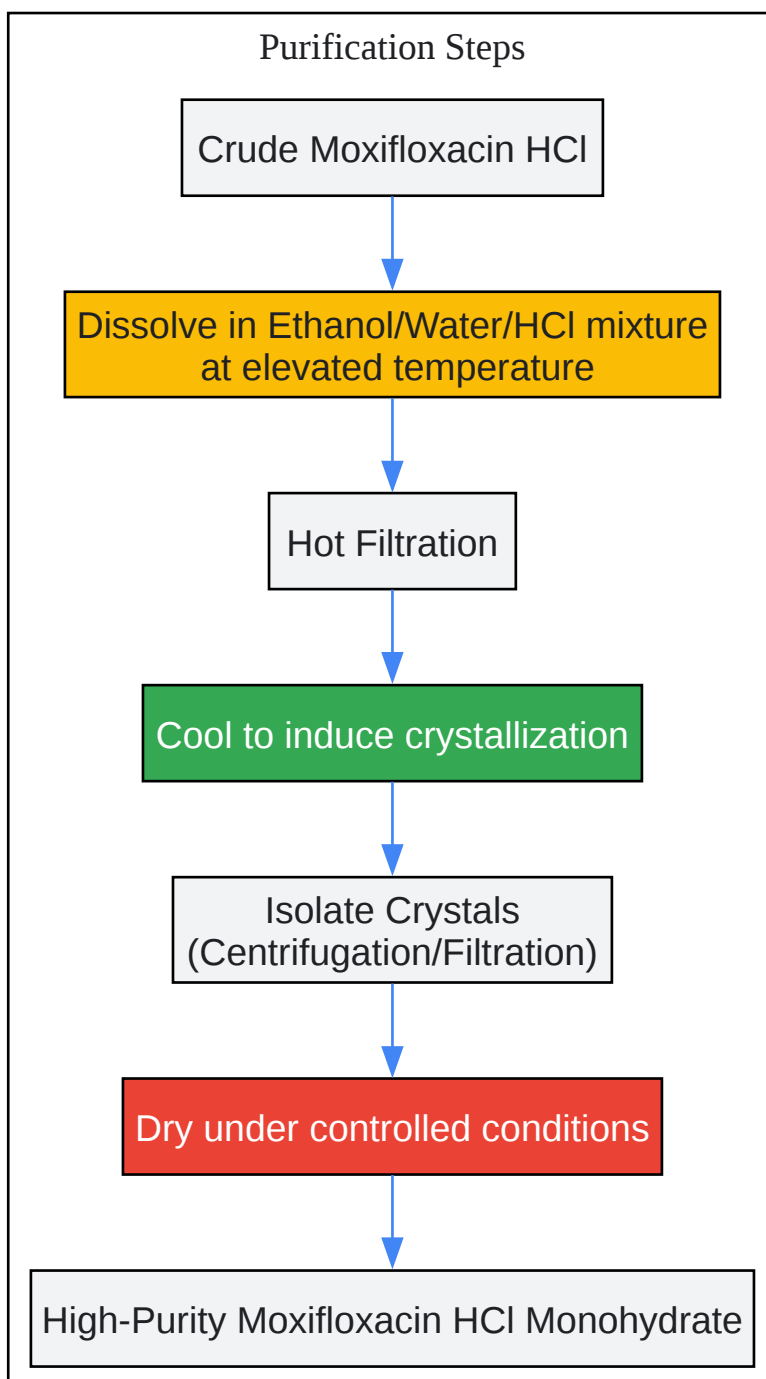 Purification Steps
Crude Moxifloxacin HCl
Dissolve in Ethanol/Water/HCl mixture
at elevated temperature
Hot Filtration
Cool to induce crystallization
Isolate Crystals
(Centrifugation/Filtration)
Dry under controlled conditions
High-Purity Moxifloxacin HCl Monohydrate